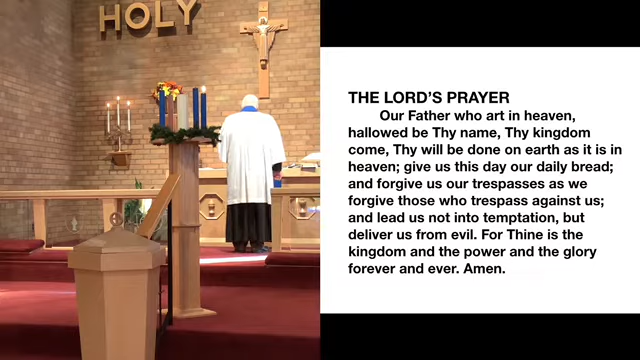 HOLY
THE LORD'S PRAYER
Our Father who art in heaven,
hallowed be Thy name, Thy kingdom
come, Thy will be done on earth as it is in
heaven; give us this day our daily bread;
and forgive us our trespasses as we
forgive those who trespass against us;
and lead us not into temptation, but
deliver us from evil. For Thine is the
kingdom and the power and the glory
forever and ever. Amen.